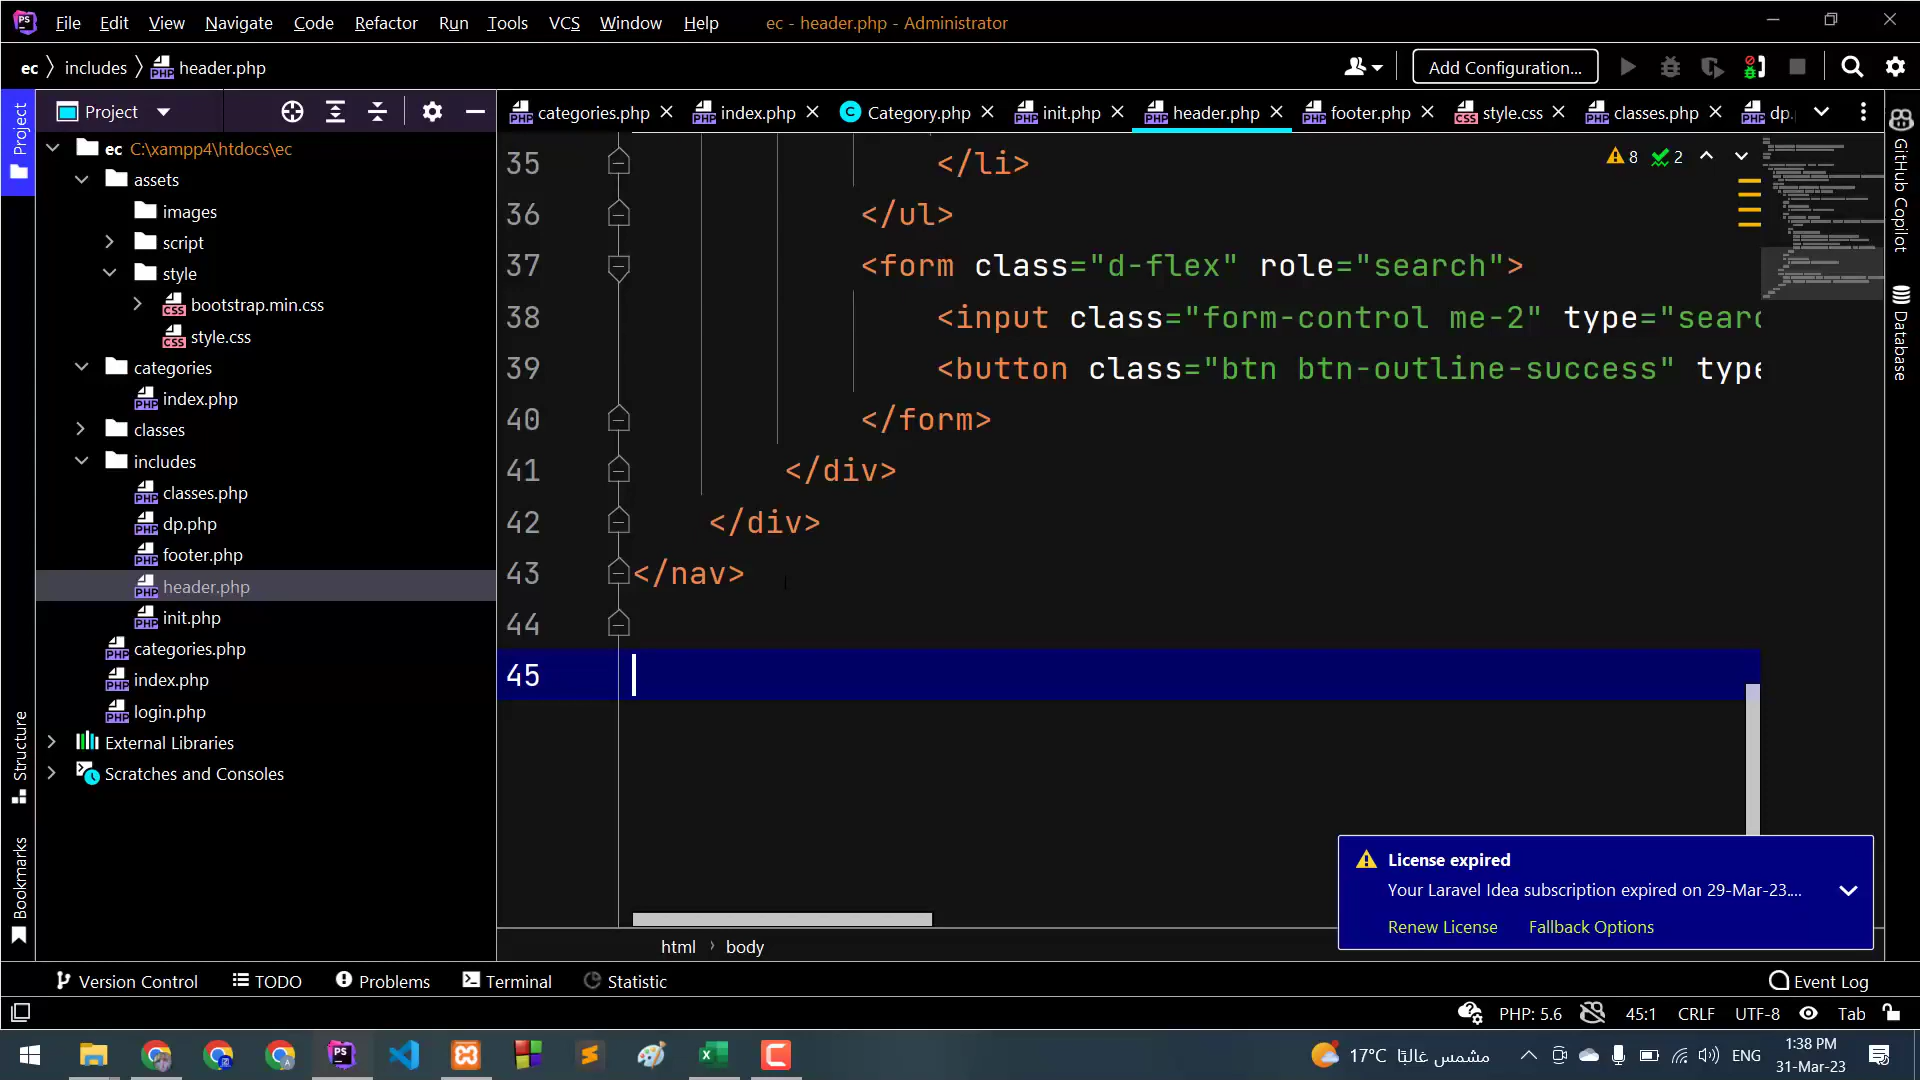 PS File Edit View Navigate Code Refactor Run Tools VCS Window Help ec - header.php - Administrator
ec includes header.php Add Configuration...
Project
Project
categories.php index.php Category.php init.php header.php footer.php style.css classes.php dp.
ec C:\xampp4\htdocs\ec
assets
images
script
style
bootstrap.min.css
style.css
categories
index.php
classes
includes
classes.php
dp.php
footer.php
header.php
init.php
categories.php
index.php
login.php
External Libraries
Scratches and Consoles
Structure
Bookmarks
8 2
35 </li>
36 </ul>
37 <form class="d-flex" role="search">
38 <input class="form-control me-2" type="searc
39 <button class="btn btn-outline-success" type
40 </form>
41 </div>
42 </div>
43 </nav>
44
45
GitHub Copilot
Database
License expired
Your Laravel Idea subscription expired on 29-Mar-23....
Renew License Fallback Options
html body
Version Control TODO Problems Terminal Statistic Event Log
PHP: 5.6 45:1 CRLF UTF-8 Tab
17°C مشمس غالبًا ENG 1:38 PM
31-Mar-23